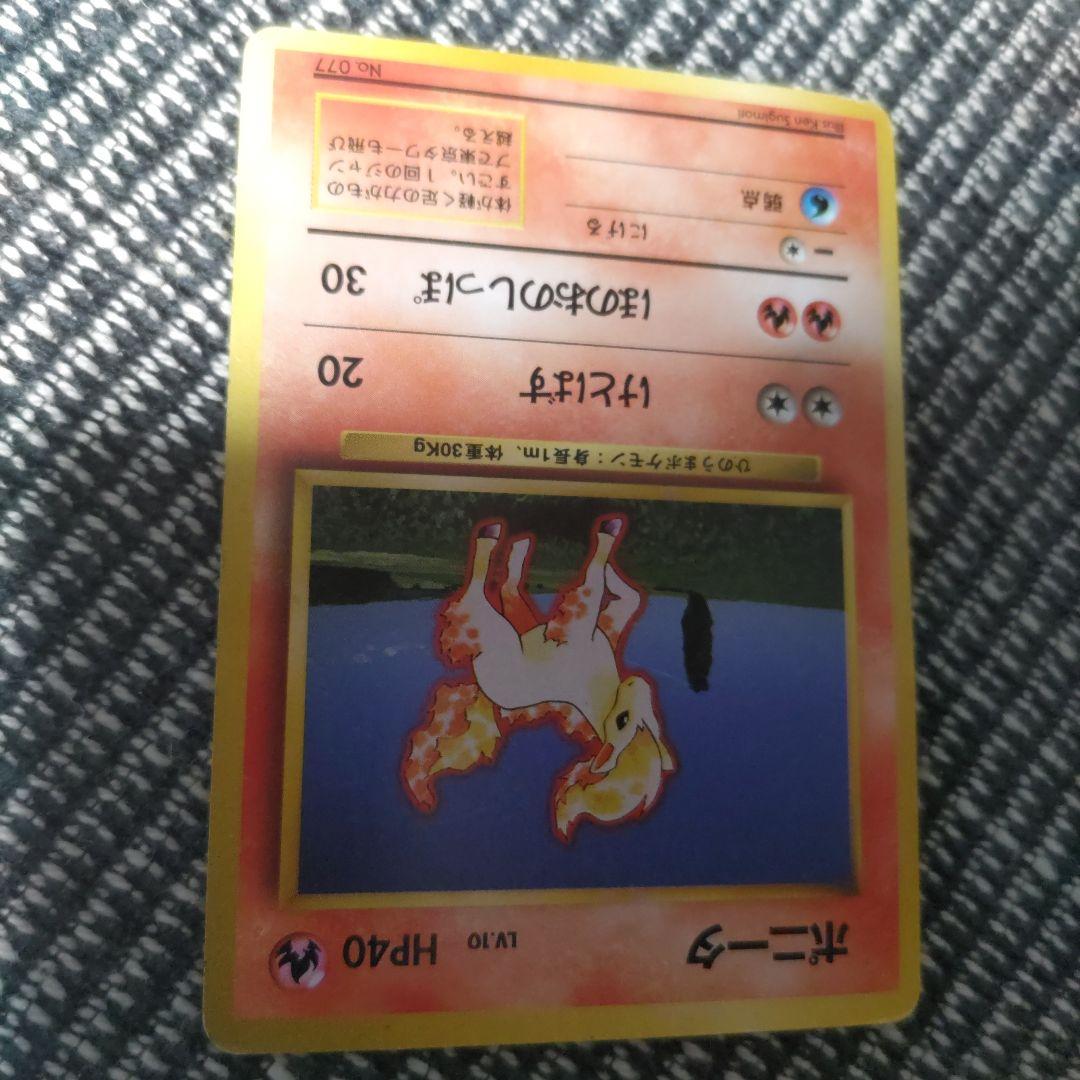 ポニータ LV.10 HP40
ひのうまポケモン：身長1m、体重30Kg
けとばす 20
ほのおのしっぽ 30
にげる
弱点
体が軽く足の力がもの
すごい。1回のジャン
プで東京タワーも飛び
越える。
Illus Ken Sugimori
No.077